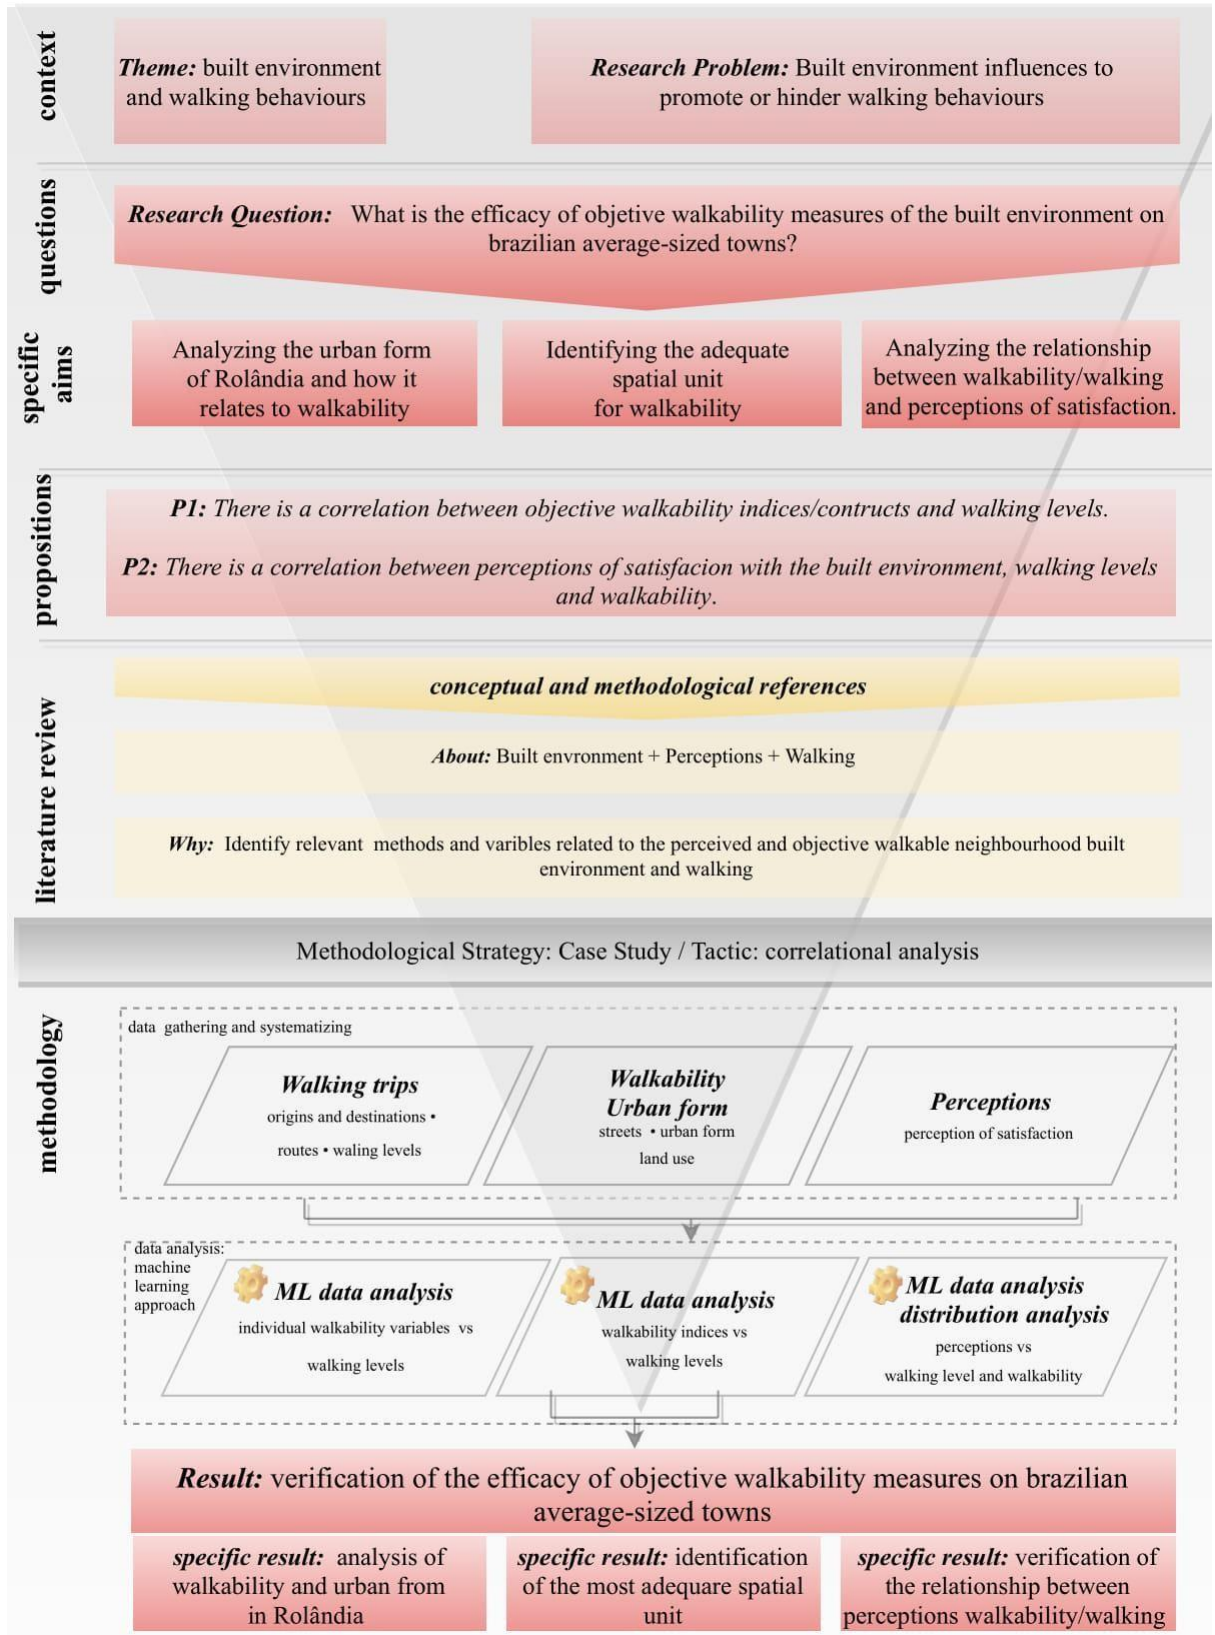 context
Theme: built environment
and walking behaviours
Research Problem: Built environment influences to
promote or hinder walking behaviours
questions
Research Question: What is the efficacy of objetive walkability measures of the built environment on
brazilian average-sized towns?
specific
aims
Analyzing the urban form
of Rolândia and how it
relates to walkability
Identifying the adequate
spatial unit
for walkability
Analyzing the relationship
between walkability/walking
and perceptions of satisfaction.
propositions
P1: There is a correlation between objective walkability indices/contructs and walking levels.
P2: There is a correlation between perceptions of satisfacion with the built environment, walking levels
and walkability.
literature review
conceptual and methodological references
About: Built envronment + Perceptions + Walking
Why: Identify relevant methods and varibles related to the perceived and objective walkable neighbourhood built
environment and walking
Methodological Strategy: Case Study / Tactic: correlational analysis
methodology
data gathering and systematizing
Walking trips
origins and destinations •
routes • waling levels
Walkability
Urban form
streets • urban form
land use
Perceptions
perception of satisfaction
data analysis:
machine
learning
approach
ML data analysis
individual walkability variables vs
walking levels
ML data analysis
walkability indices vs
walking levels
ML data analysis
distribution analysis
perceptions vs
walking level and walkability
Result: verification of the efficacy of objective walkability measures on brazilian
average-sized towns
specific result: analysis of
walkability and urban from
in Rolândia
specific result: identification
of the most adequare spatial
unit
specific result: verification of
the relationship between
perceptions walkability/walking